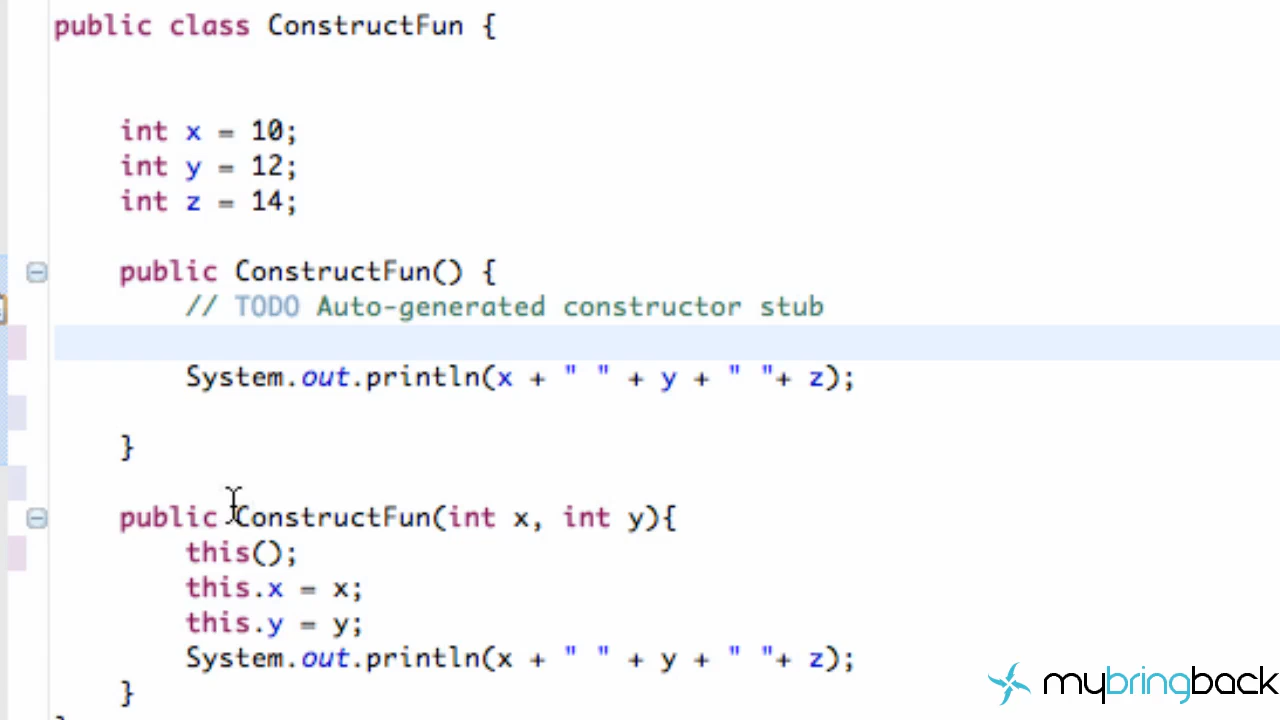 public class ConstructFun {
int x = 10;
int y = 12;
int z = 14;
public ConstructFun() {
// TODO Auto-generated constructor stub
System.out.println(x + " " + y + " "+ z);
}
public ConstructFun(int x, int y){
this();
this.x = x;
this.y = y;
System.out.println(x + " " + y + " "+ z);
}
mybringback